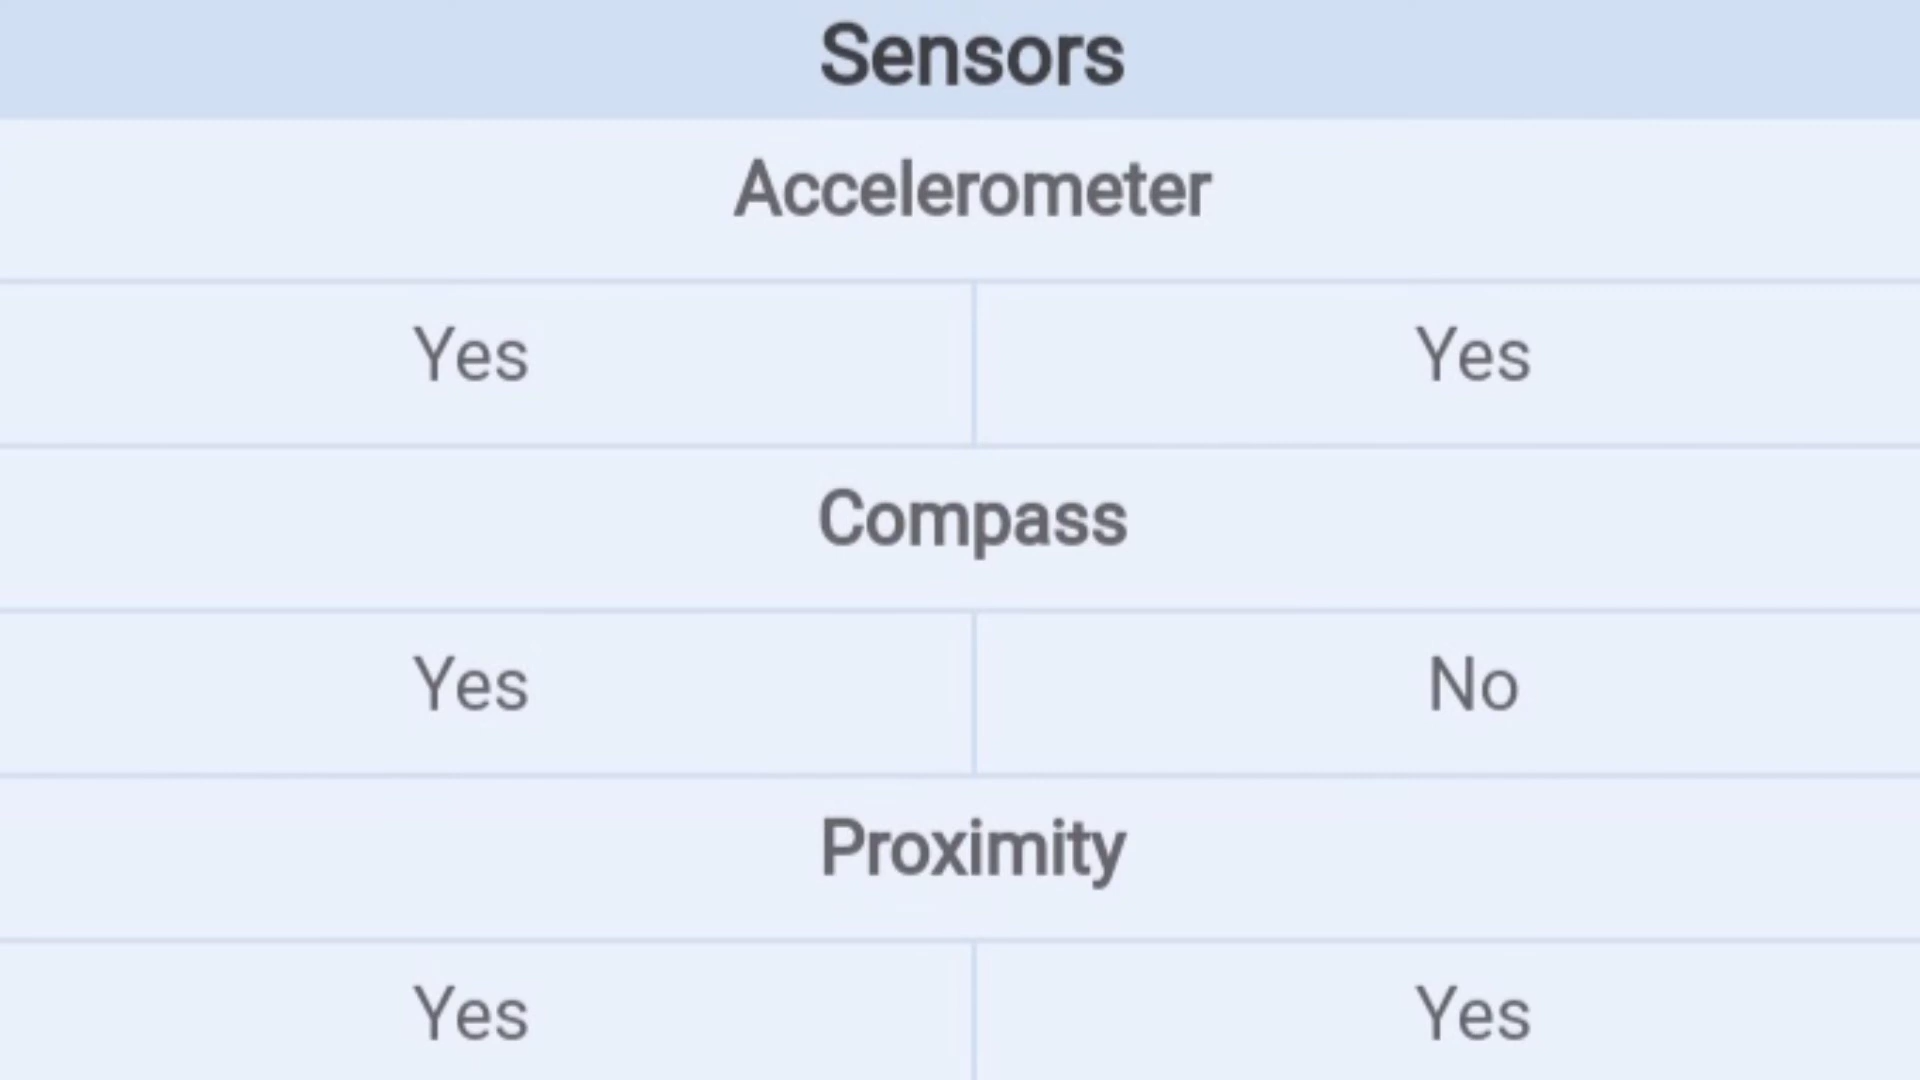 Sensors
Accelerometer
Yes Yes
Compass
Yes No
Proximity
Yes Yes